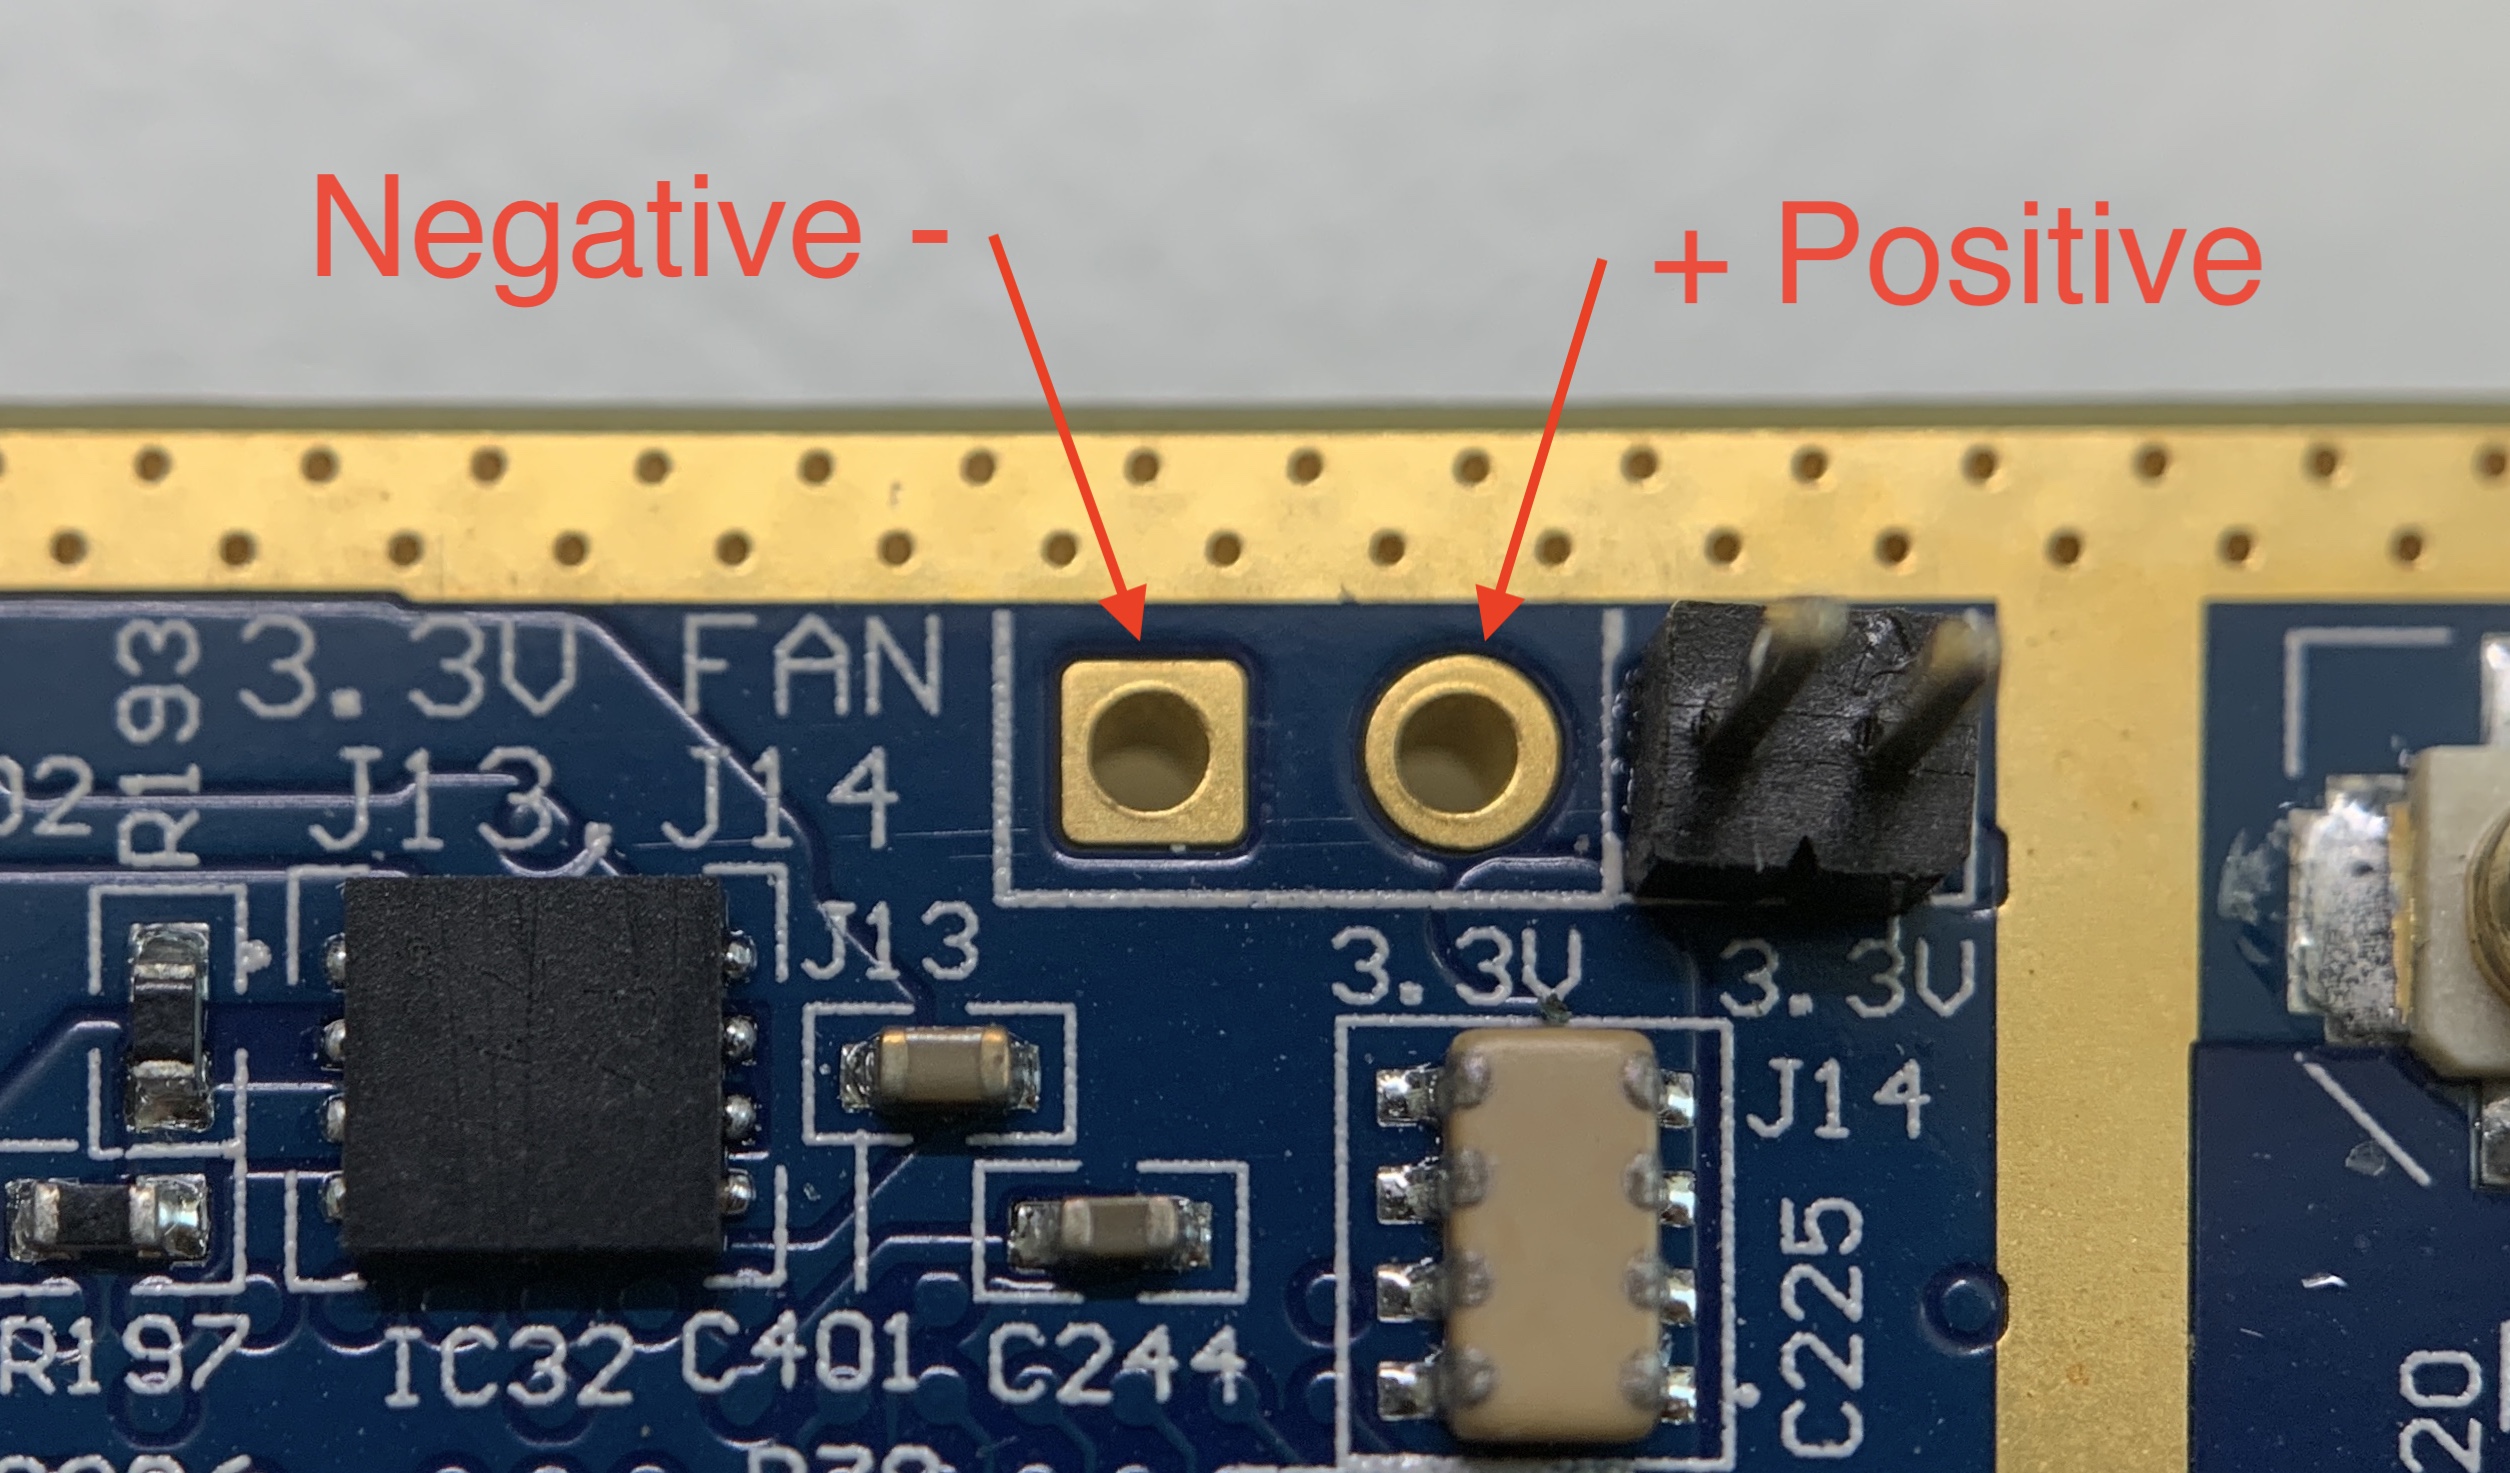 Negative -
+ Positive
3.3V FAN
R193
J13, J14
02
J13
3.3V
3.3V
J14
C225
R197
IC32
C401
C244
20